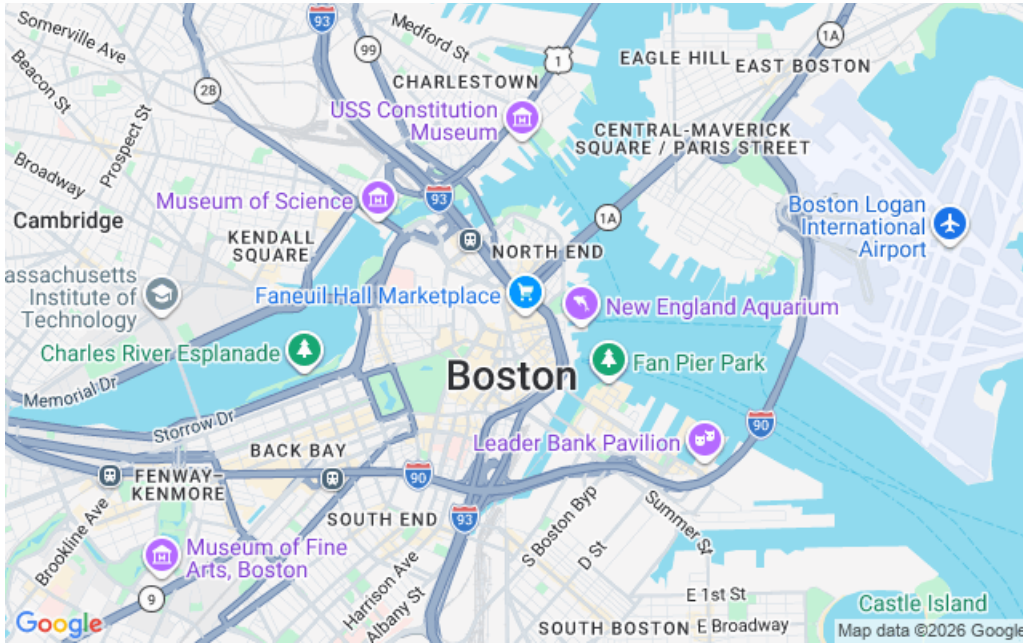 Somerville Ave
93
Medford St
99
1
1A
EAGLE HILL
EAST BOSTON
Beacon St
28
CHARLESTOWN
USS Constitution
Museum
Prospect St
CENTRAL-MAVERICK
SQUARE / PARIS STREET
Broadway
Museum of Science
93
Cambridge
1A
Boston Logan
International
Airport
KENDALL
SQUARE
NORTH END
assachusetts
Institute of
Technology
Faneuil Hall Marketplace
New England Aquarium
Charles River Esplanade
Fan Pier Park
Boston
Memorial Dr
Storrow Dr
90
Leader Bank Pavilion
BACK BAY
FENWAY–
KENMORE
90
SOUTH END
93
S Boston Byp
Summer St
Brookline Ave
Museum of Fine
Arts, Boston
D St
Harrison Ave
Albany St
9
E 1st St
Castle Island
SOUTH BOSTON
E Broadway
Google
Map data ©2026 Google